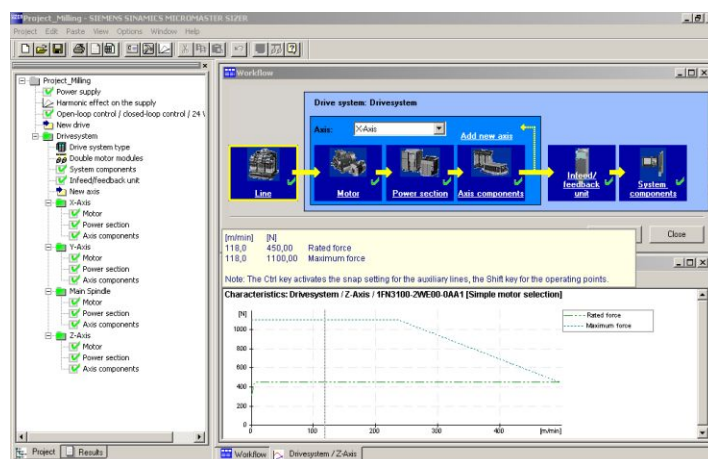 Project_Milling - SIEMENS SINAMICS MICROMASTER SIZER
Project Edit Paste View Options Window Help
Project_Milling
Power supply
Harmonic effect on the supply
Open-loop control / closed-loop control / 24 V
New drive
Drivesystem
Drive system type
Double motor modules
System components
Infeed/feedback unit
New axis
X-Axis
Motor
Power section
Axis components
Y-Axis
Motor
Power section
Axis components
Main Spindle
Motor
Power section
Axis components
Z-Axis
Motor
Power section
Axis components
Project Results
Workflow
Drive system: Drivesystem
Axis: X-Axis
Add new axis
Line
Motor
Power section
Axis components
Infeed/
feedback
unit
System
components
Close
[m/min] [N]
118,0 450,00 Rated force
118,0 1100,00 Maximum force
Note: The Ctrl key activates the snap setting for the auxiliary lines, the Shift key for the operating points.
Characteristics: Drivesystem / Z-Axis / 1FN3100-2WE00-0AA1 [Simple motor selection]
[N]
1000
800
600
400
200
0
0 100 200 300 400 [m/min]
Rated force
Maximum force
Workflow Drivesystem / Z-Axis